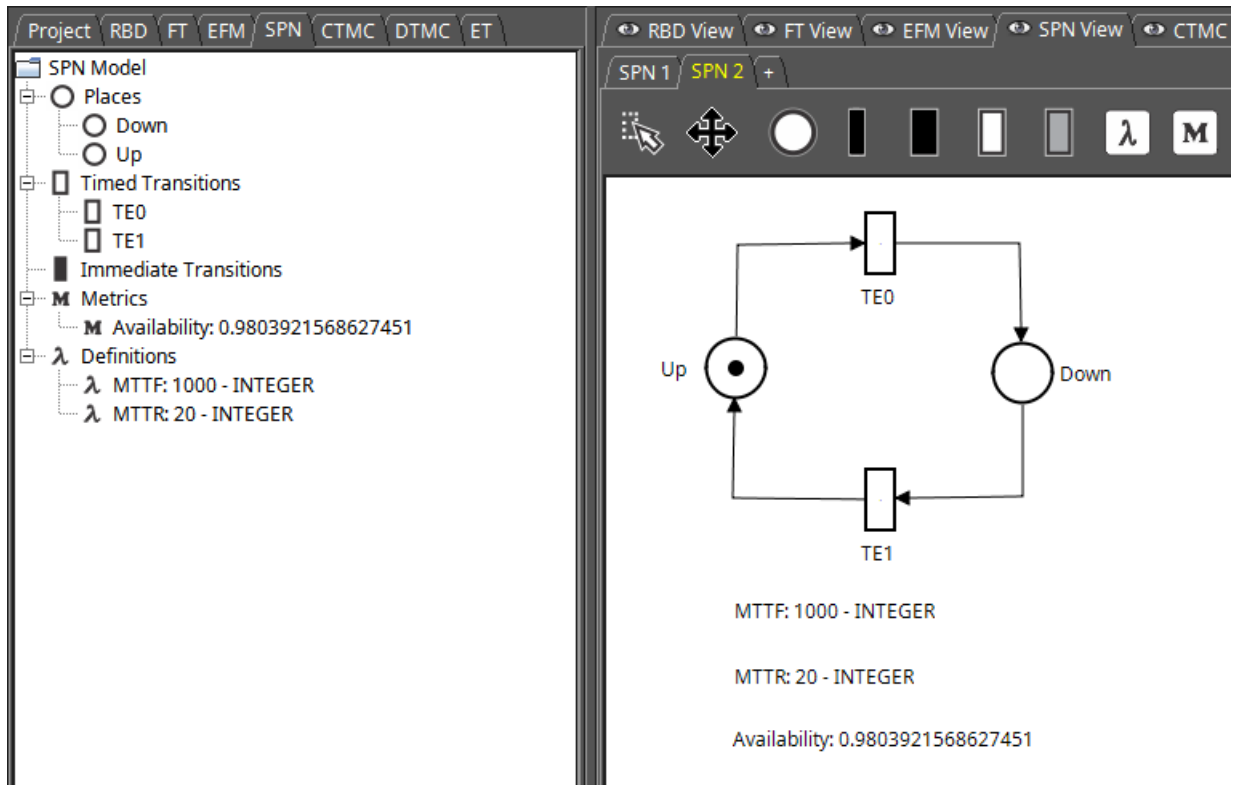 Project RBD FT EFM SPN CTMC DTMC ET
SPN Model
Places
Down
Up
Timed Transitions
TE0
TE1
Immediate Transitions
M Metrics
M Availability: 0.9803921568627451
λ Definitions
λ MTTF: 1000 - INTEGER
λ MTTR: 20 - INTEGER
RBD View FT View EFM View SPN View CTMC
SPN 1 SPN 2 +
λ M
TE0
Up
Down
TE1
MTTF: 1000 - INTEGER
MTTR: 20 - INTEGER
Availability: 0.9803921568627451